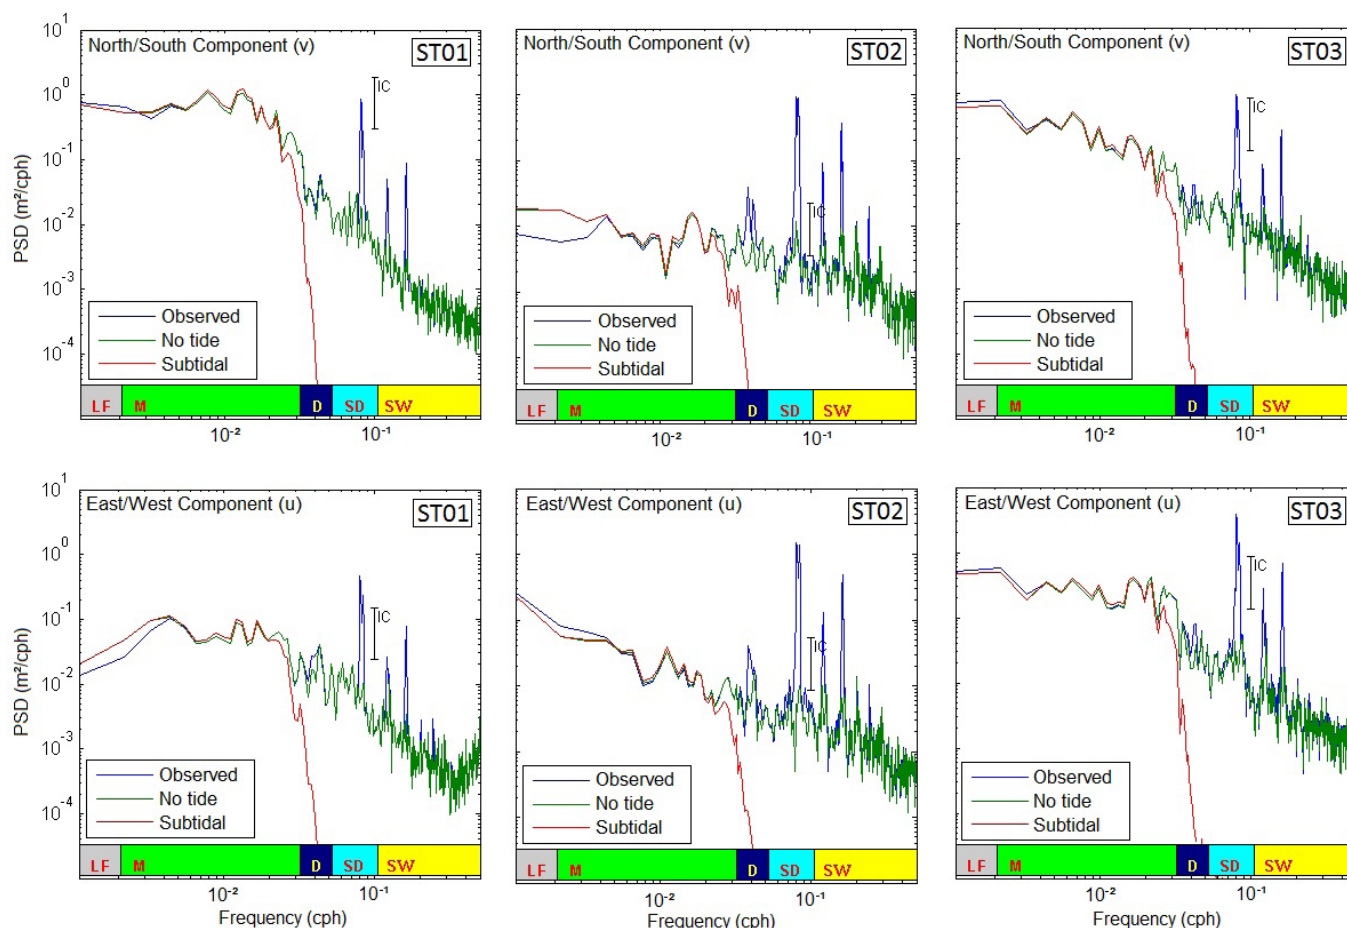 North/South Component (v)
ST01
IC
PSD (m²/cph)
10¹
10⁰
10⁻¹
10⁻²
10⁻³
10⁻⁴
Observed
No tide
Subtidal
LF M D SD SW
10⁻² 10⁻¹
North/South Component (v)
ST02
IC
Observed
No tide
Subtidal
LF M D SD SW
10⁻² 10⁻¹
North/South Component (v)
ST03
IC
Observed
No tide
Subtidal
LF M D SD SW
10⁻² 10⁻¹
East/West Component (u)
ST01
IC
PSD (m²/cph)
10¹
10⁰
10⁻¹
10⁻²
10⁻³
10⁻⁴
Observed
No tide
Subtidal
LF M D SD SW
10⁻² 10⁻¹
Frequency (cph)
East/West Component (u)
ST02
IC
Observed
No tide
Subtidal
LF M D SD SW
10⁻² 10⁻¹
Frequency (cph)
East/West Component (u)
ST03
IC
Observed
No tide
Subtidal
LF M D SD SW
10⁻² 10⁻¹
Frequency (cph)